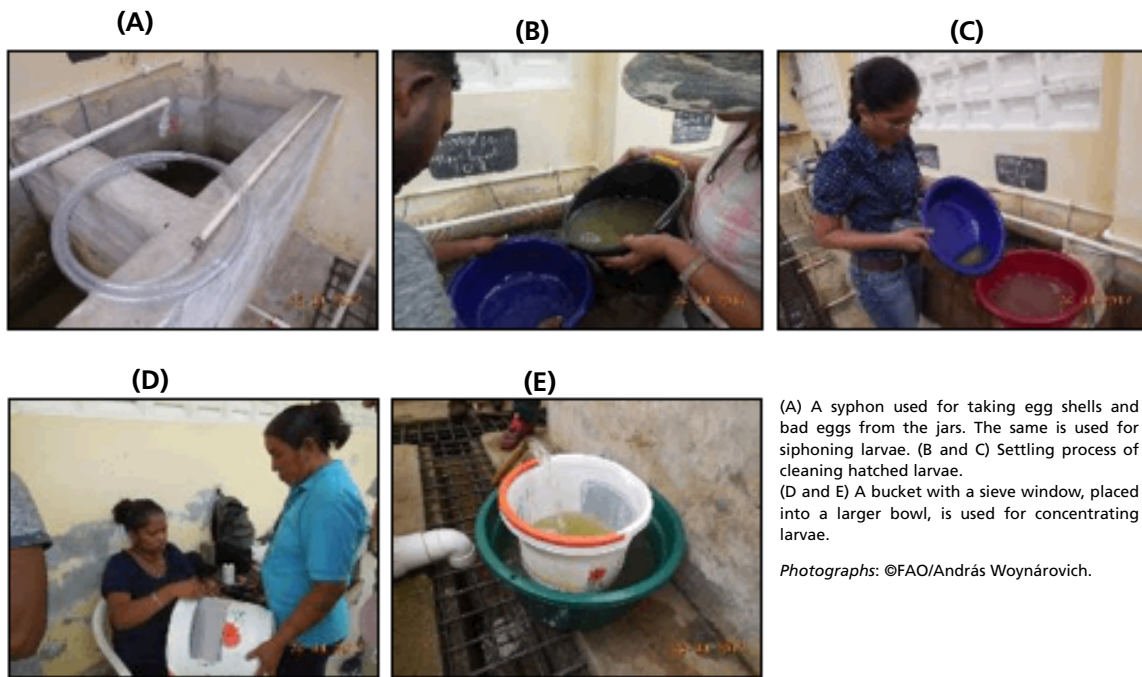 (A)
(B)
(C)
(D)
(E)
(A) A syphon used for taking egg shells and
bad eggs from the jars. The same is used for
siphoning larvae. (B and C) Settling process of
cleaning hatched larvae.
(D and E) A bucket with a sieve window, placed
into a larger bowl, is used for concentrating
larvae.
Photographs: ©FAO/András Woynárovich.